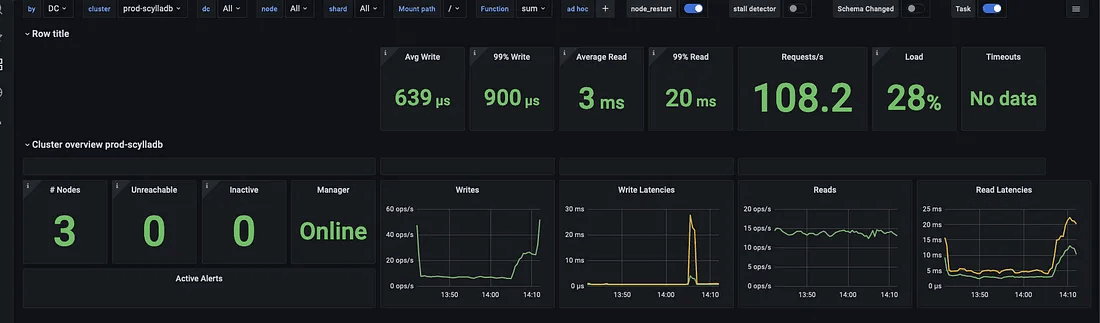 by DC cluster prod-scylladb dc All node All shard All Mount path / Function sum ad hoc + node_restart stall detector Schema Changed Task
Row title
Avg Write 99% Write Average Read 99% Read Requests/s Load Timeouts
639 µs 900 µs 3 ms 20 ms 108.2 28% No data
Cluster overview prod-scylladb
# Nodes Unreachable Inactive Manager
3 0 0 Online
Active Alerts
Writes
60 ops/s
40 ops/s
20 ops/s
0 ops/s
13:50 14:00 14:10
Write Latencies
30 ms
20 ms
10 ms
0 µs
13:50 14:00 14:10
Reads
20 ops/s
15 ops/s
10 ops/s
5 ops/s
0 ops/s
13:50 14:00 14:10
Read Latencies
25 ms
20 ms
15 ms
10 ms
5 ms
0 µs
13:50 14:00 14:10